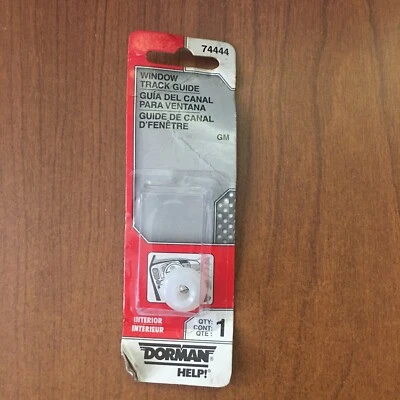 74444
WINDOW
TRACK GUIDE
GUÍA DEL CANAL
PARA VENTANA
GUIDE DE CANAL
D'FENÊTRE
GM
INTERIOR
INTÉRIEUR
QTY:
CONT:
QTE:
1
DORMAN®
HELP!®